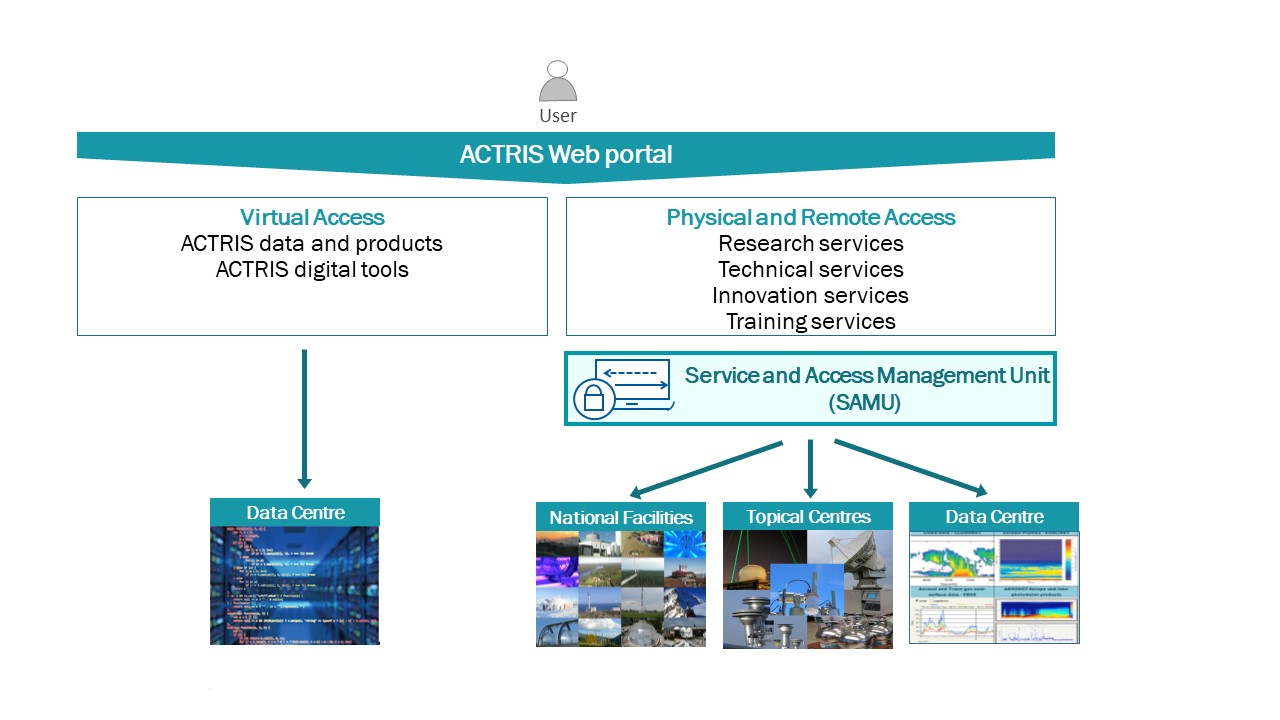 User
ACTRIS Web portal
Virtual Access
ACTRIS data and products
ACTRIS digital tools
Physical and Remote Access
Research services
Technical services
Innovation services
Training services
Service and Access Management Unit
(SAMU)
Data Centre
National Facilities
Topical Centres
Data Centre